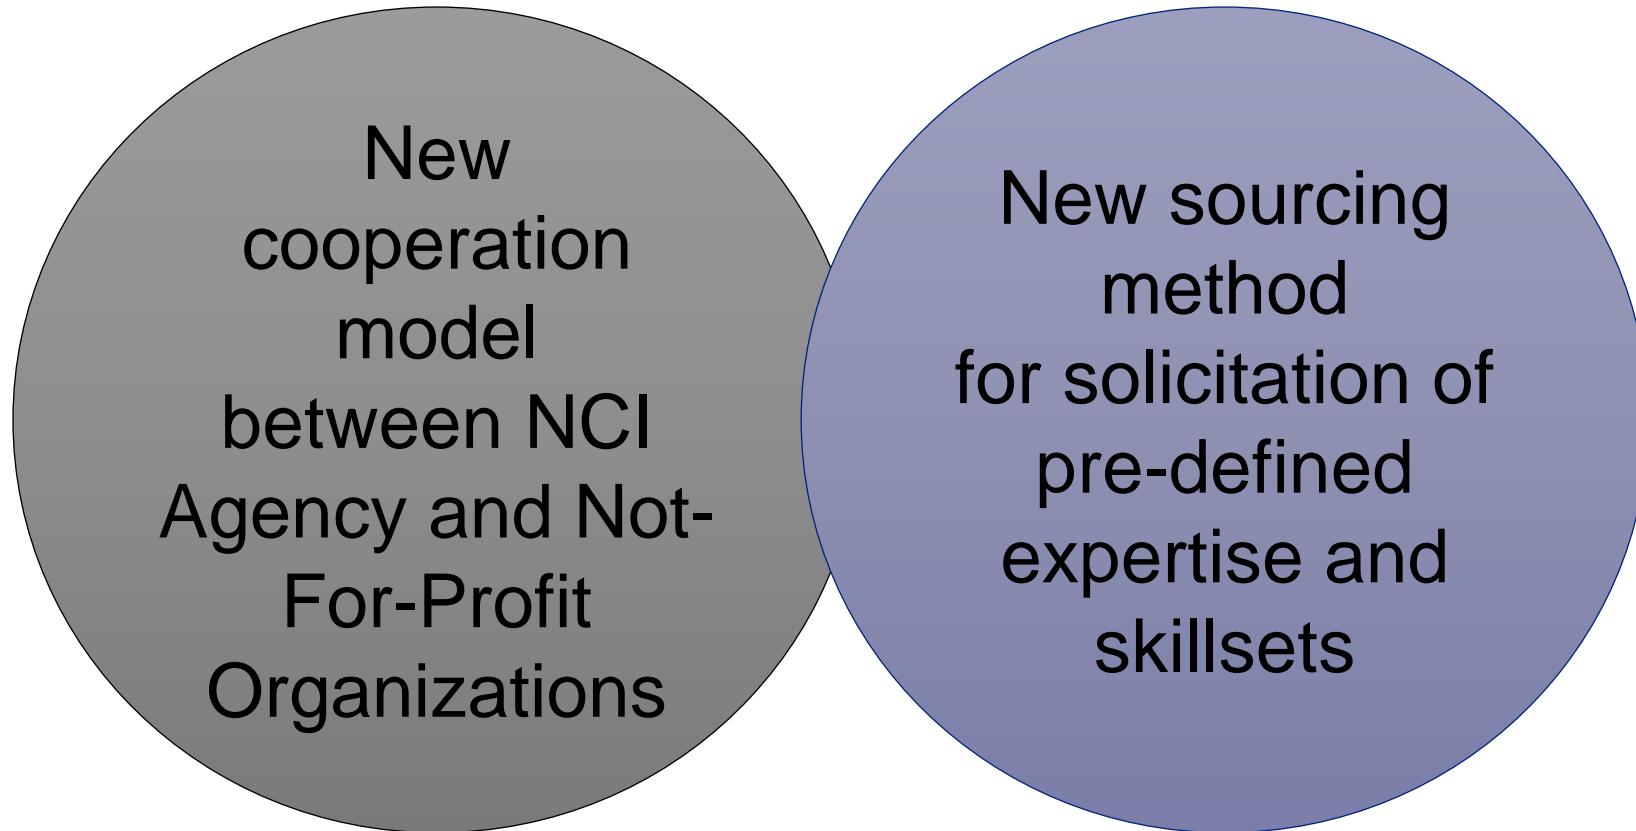 New
cooperation
model
between NCI
Agency and Not-
For-Profit
Organizations
New sourcing
method
for solicitation of
pre-defined
expertise and
skillsets